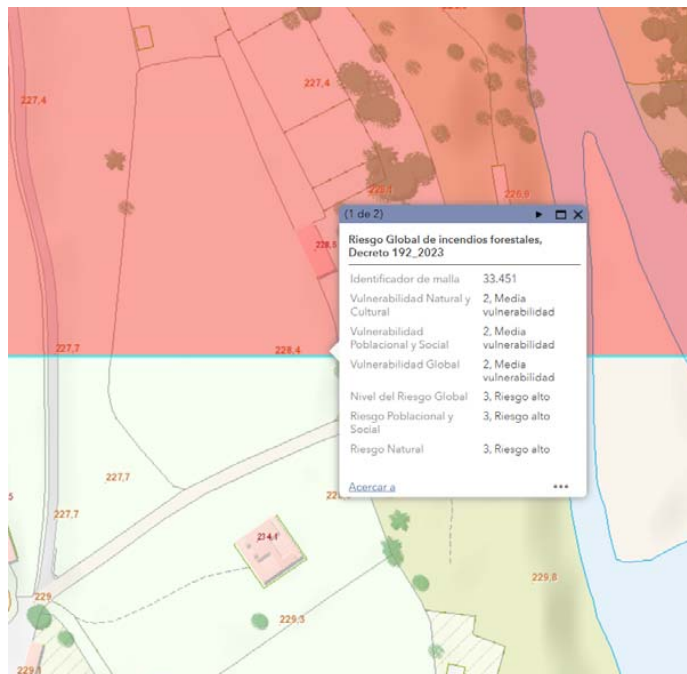 227,4
227,4
228,5
226,9
227,7
228,4
(1 de 2)
Riesgo Global de incendios forestales,
Decreto 192_2023
Identificador de malla 33.451
Vulnerabilidad Natural y 2, Media
Cultural vulnerabilidad
Vulnerabilidad 2, Media
Poblacional y Social vulnerabilidad
Vulnerabilidad Global 2, Media
vulnerabilidad
Nivel del Riesgo Global 3, Riesgo alto
Riesgo Poblacional y 3, Riesgo alto
Social
Riesgo Natural 3, Riesgo alto
Acercar a
227,7
227,7
234,1
229,8
229
229,3
229,1